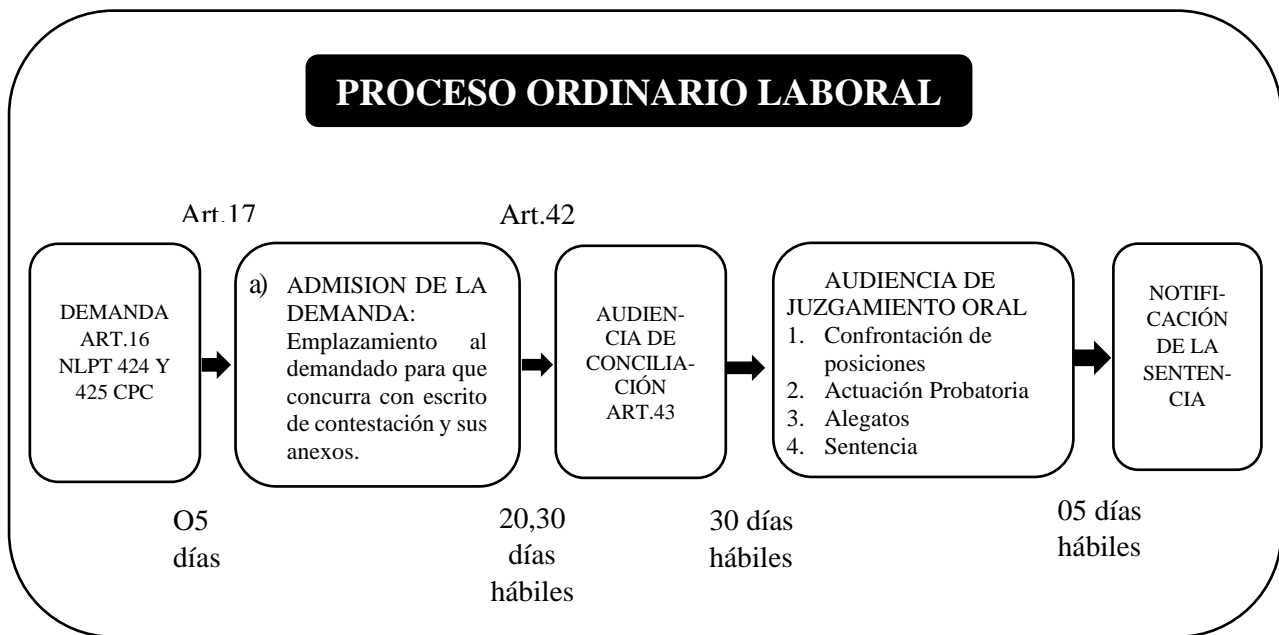 PROCESO ORDINARIO LABORAL
Art.17
Art.42
DEMANDA
ART.16
NLPT 424 Y
425 CPC
a) ADMISION DE LA
DEMANDA:
Emplazamiento al
demandado para que
concurra con escrito
de contestación y sus
anexos.
AUDIEN-
CIA DE
CONCILIA-
CIÓN
ART.43
AUDIENCIA DE
JUZGAMIENTO ORAL
1. Confrontación de
posiciones
2. Actuación Probatoria
3. Alegatos
4. Sentencia
NOTIFI-
CACIÓN
DE LA
SENTEN-
CIA
O5
días
20,30
días
hábiles
30 días
hábiles
05 días
hábiles